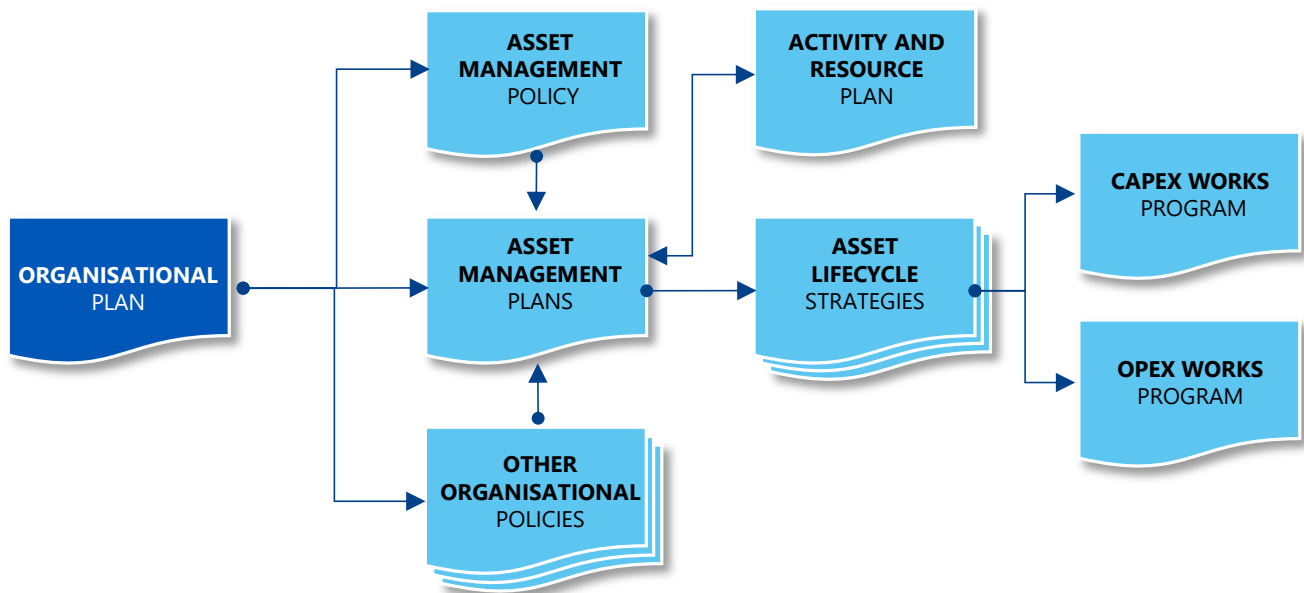 ORGANISATIONAL
PLAN
ASSET
MANAGEMENT
POLICY
ASSET
MANAGEMENT
PLANS
OTHER
ORGANISATIONAL
POLICIES
ACTIVITY AND
RESOURCE
PLAN
ASSET
LIFECYCLE
STRATEGIES
CAPEX WORKS
PROGRAM
OPEX WORKS
PROGRAM